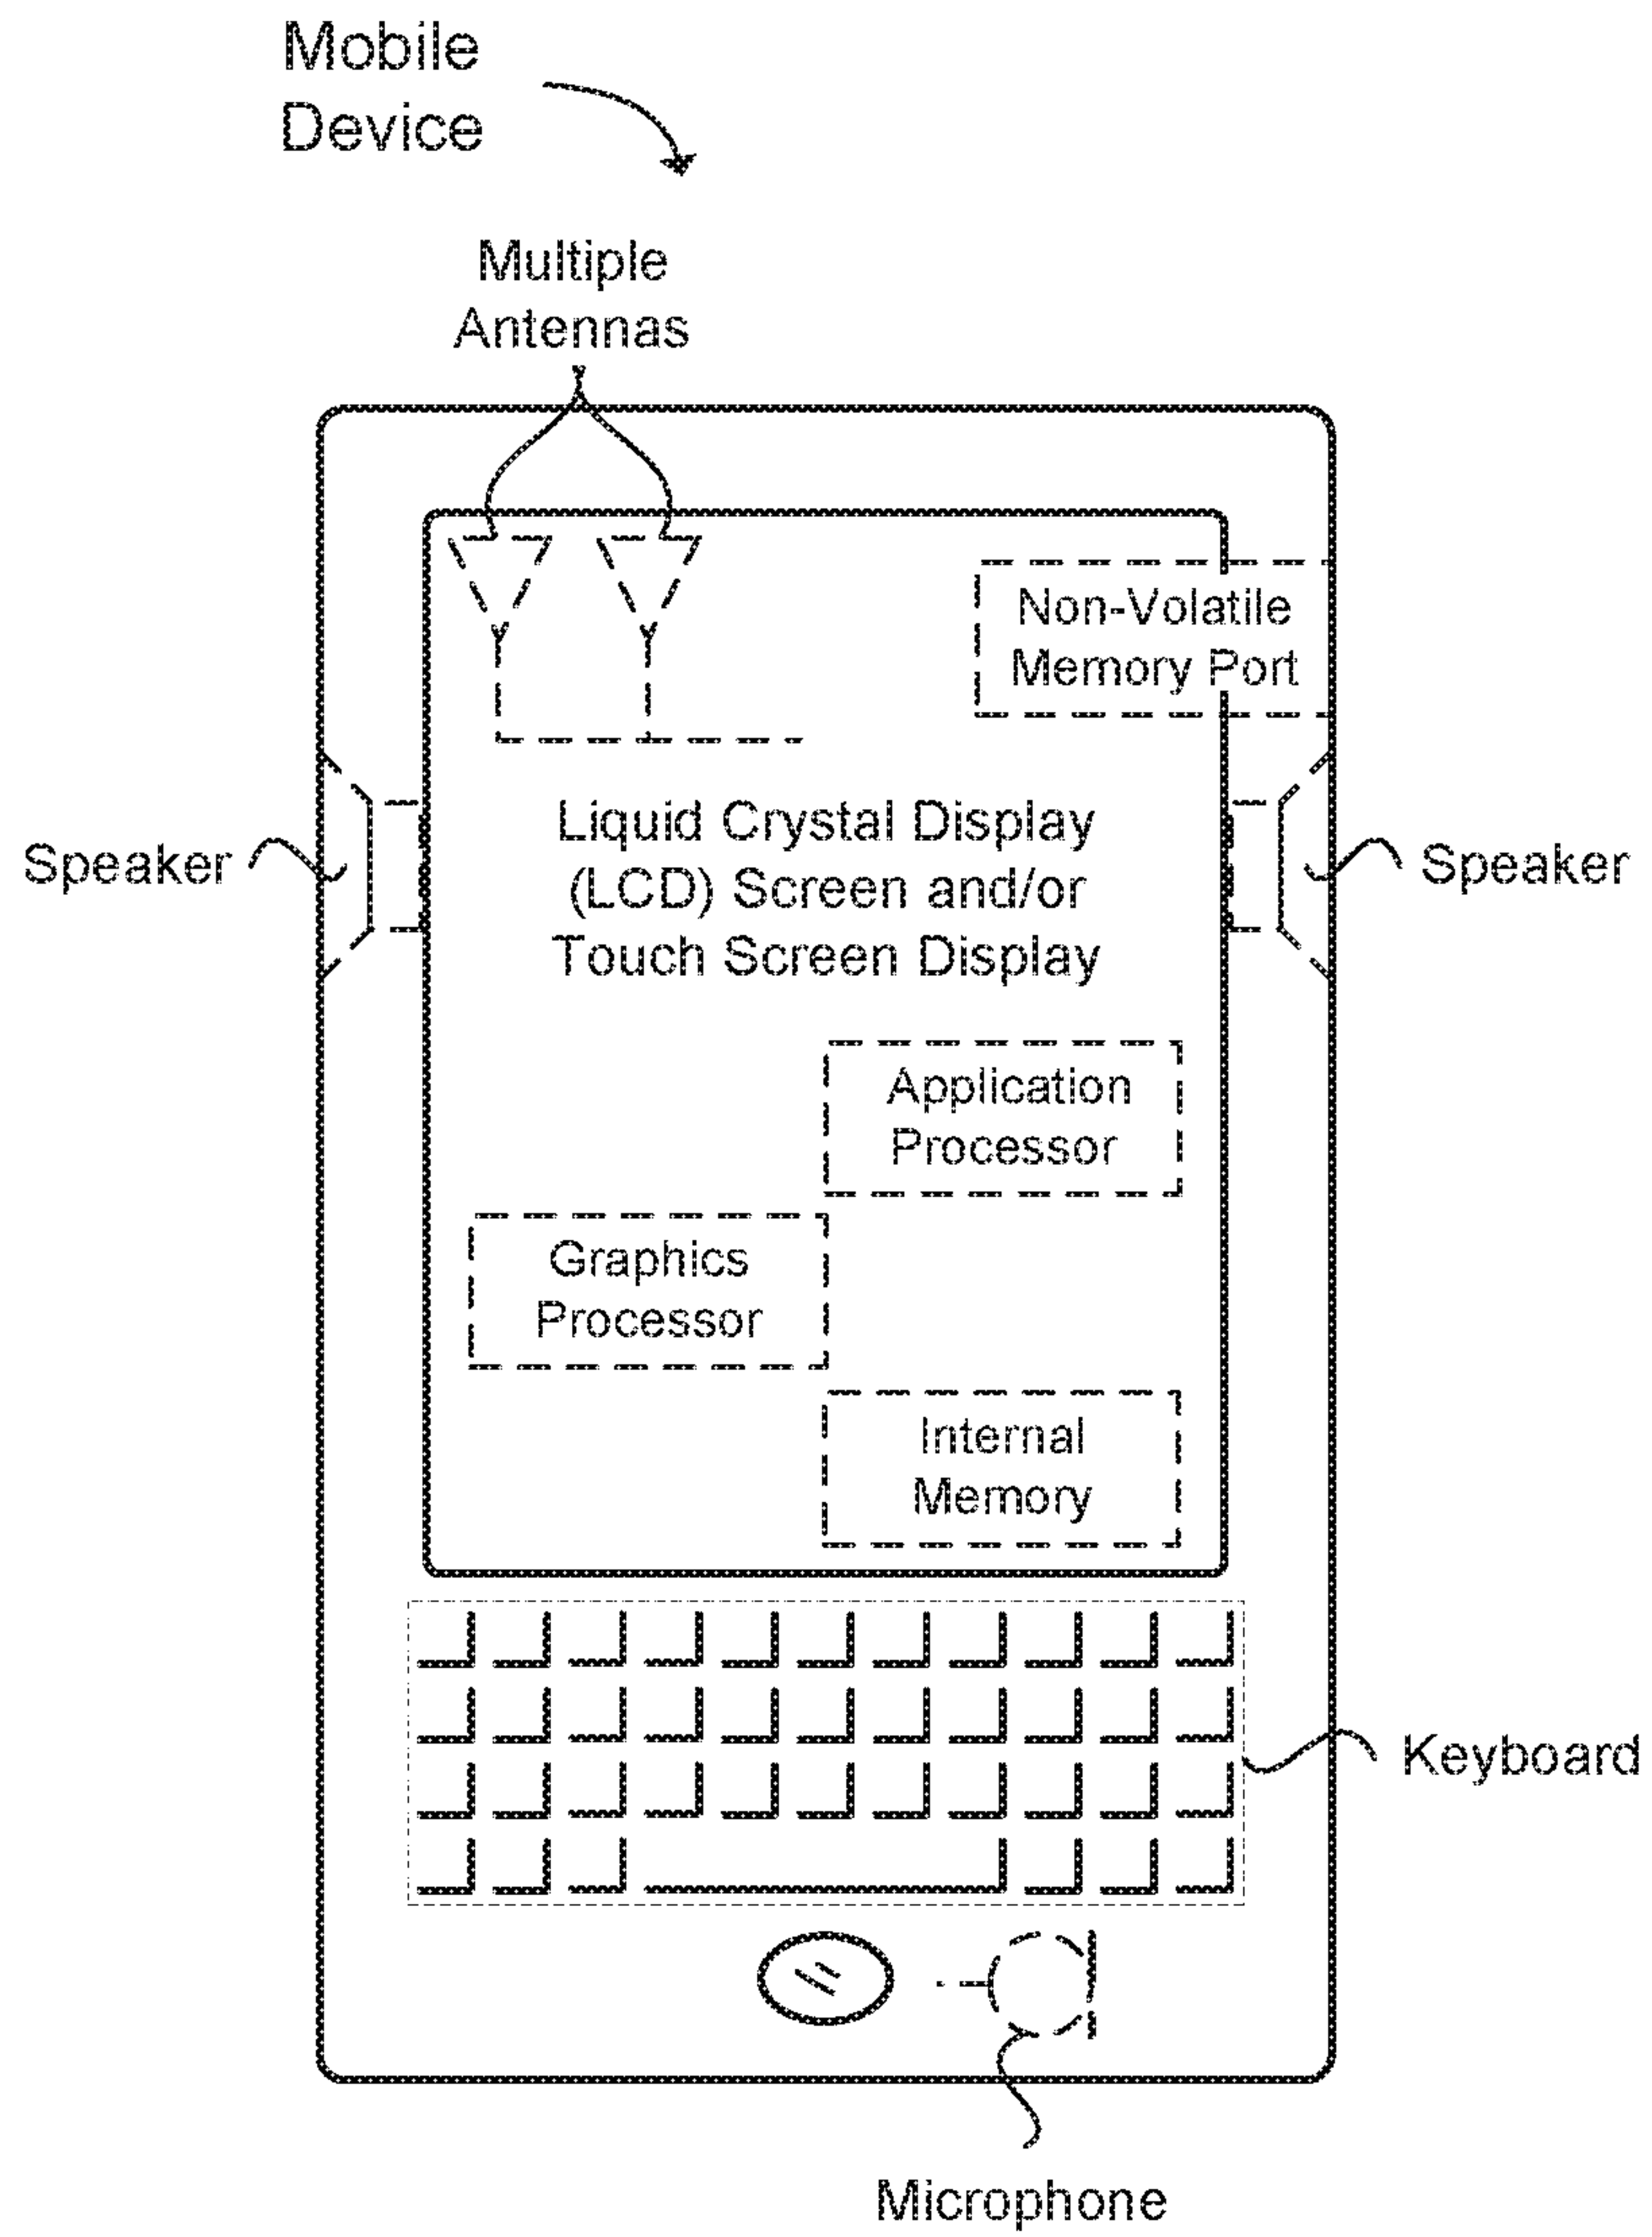 Mobile
Device
Multiple
Antennas
Non-Volatile
Memory Port
Speaker
Liquid Crystal Display
(LCD) Screen and/or
Touch Screen Display
Speaker
Application
Processor
Graphics
Processor
Internal
Memory
Keyboard
Microphone